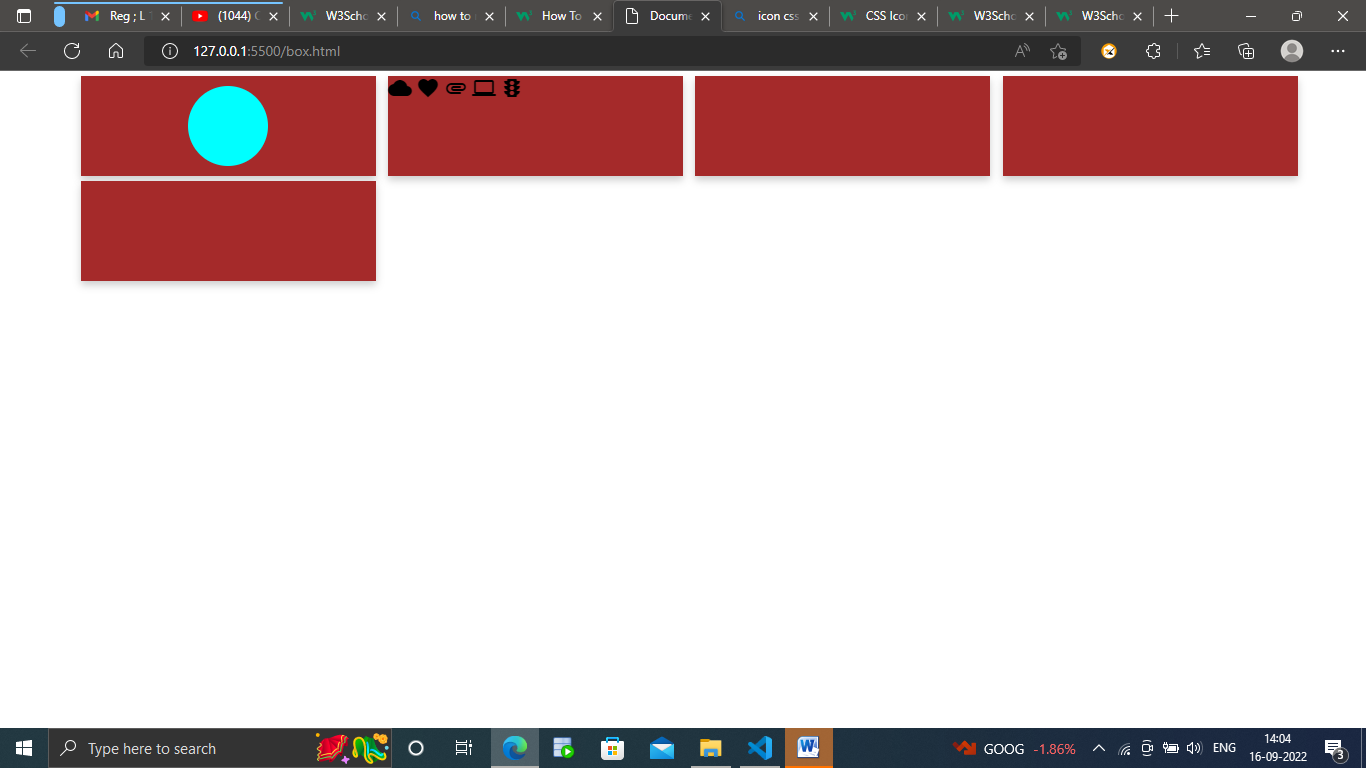 Reg ; L
(1044)
W3Scho
how to
How To
Docume
icon css
CSS Ico
W3Scho
W3Scho
127.0.0.1:5500/box.html
Type here to search
GOOG -1.86%
ENG
14:04
16-09-2022
3